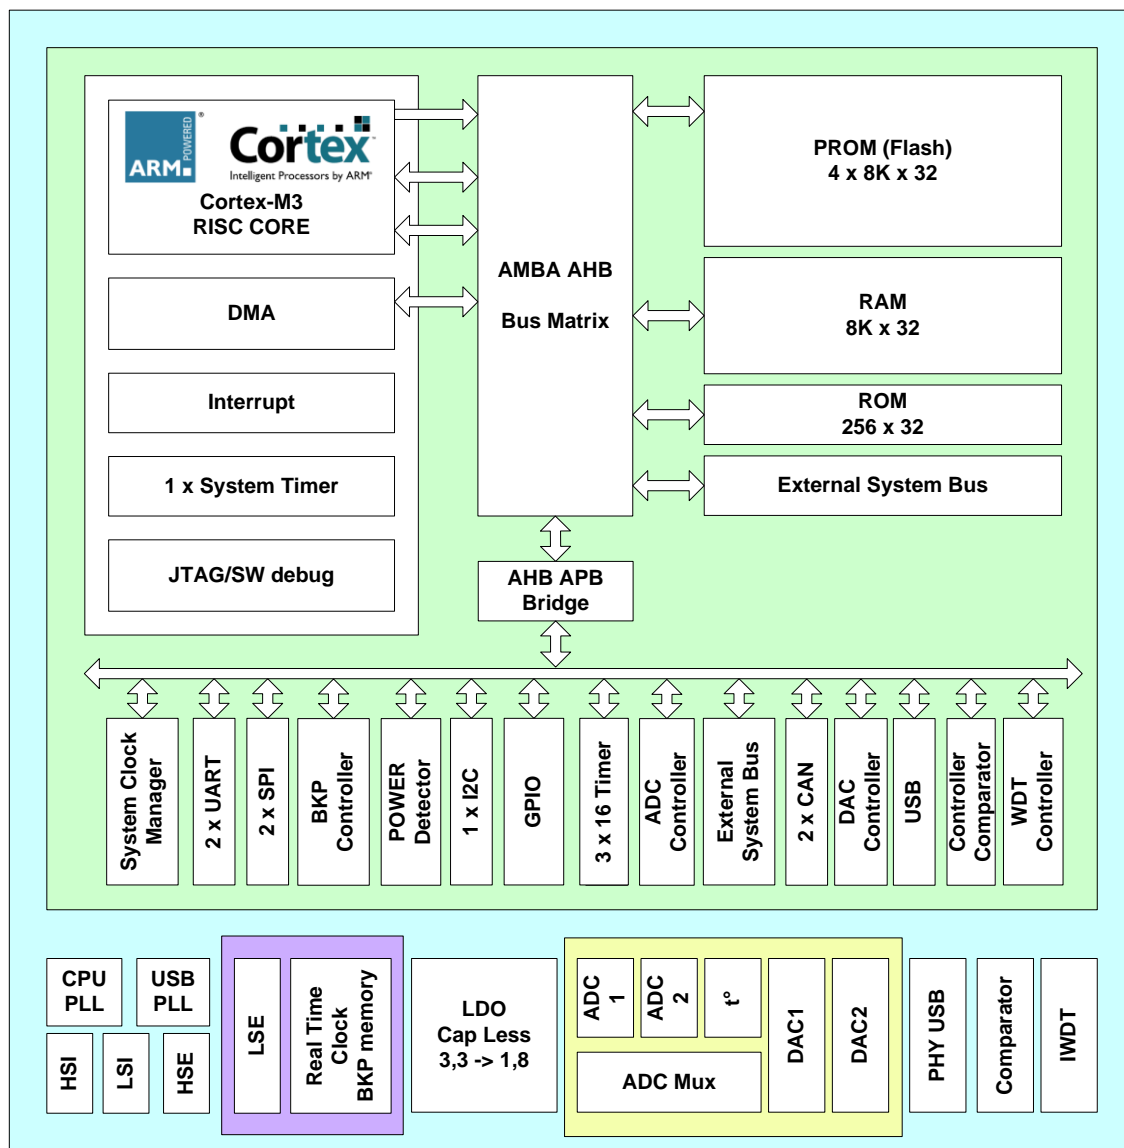 ARM
POWERED
®
Cortex
™
Intelligent Processors by ARM®
Cortex-M3
RISC CORE
DMA
Interrupt
1 x System Timer
JTAG/SW debug
AMBA AHB
Bus Matrix
PROM (Flash)
4 x 8K x 32
RAM
8K x 32
ROM
256 x 32
External System Bus
AHB APB
Bridge
System Clock
Manager
2 x UART
2 x SPI
BKP
Controller
POWER
Detector
1 x I2C
GPIO
3 x 16 Timer
ADC
Controller
External
System Bus
2 x CAN
DAC
Controller
USB
Controller
Comparator
WDT
Controller
CPU
PLL
USB
PLL
HSI
LSI
HSE
LSE
Real Time
Clock
BKP memory
LDO
Cap Less
3,3 -> 1,8
ADC
1
ADC
2
t°
ADC Mux
DAC1
DAC2
PHY USB
Comparator
IWDT